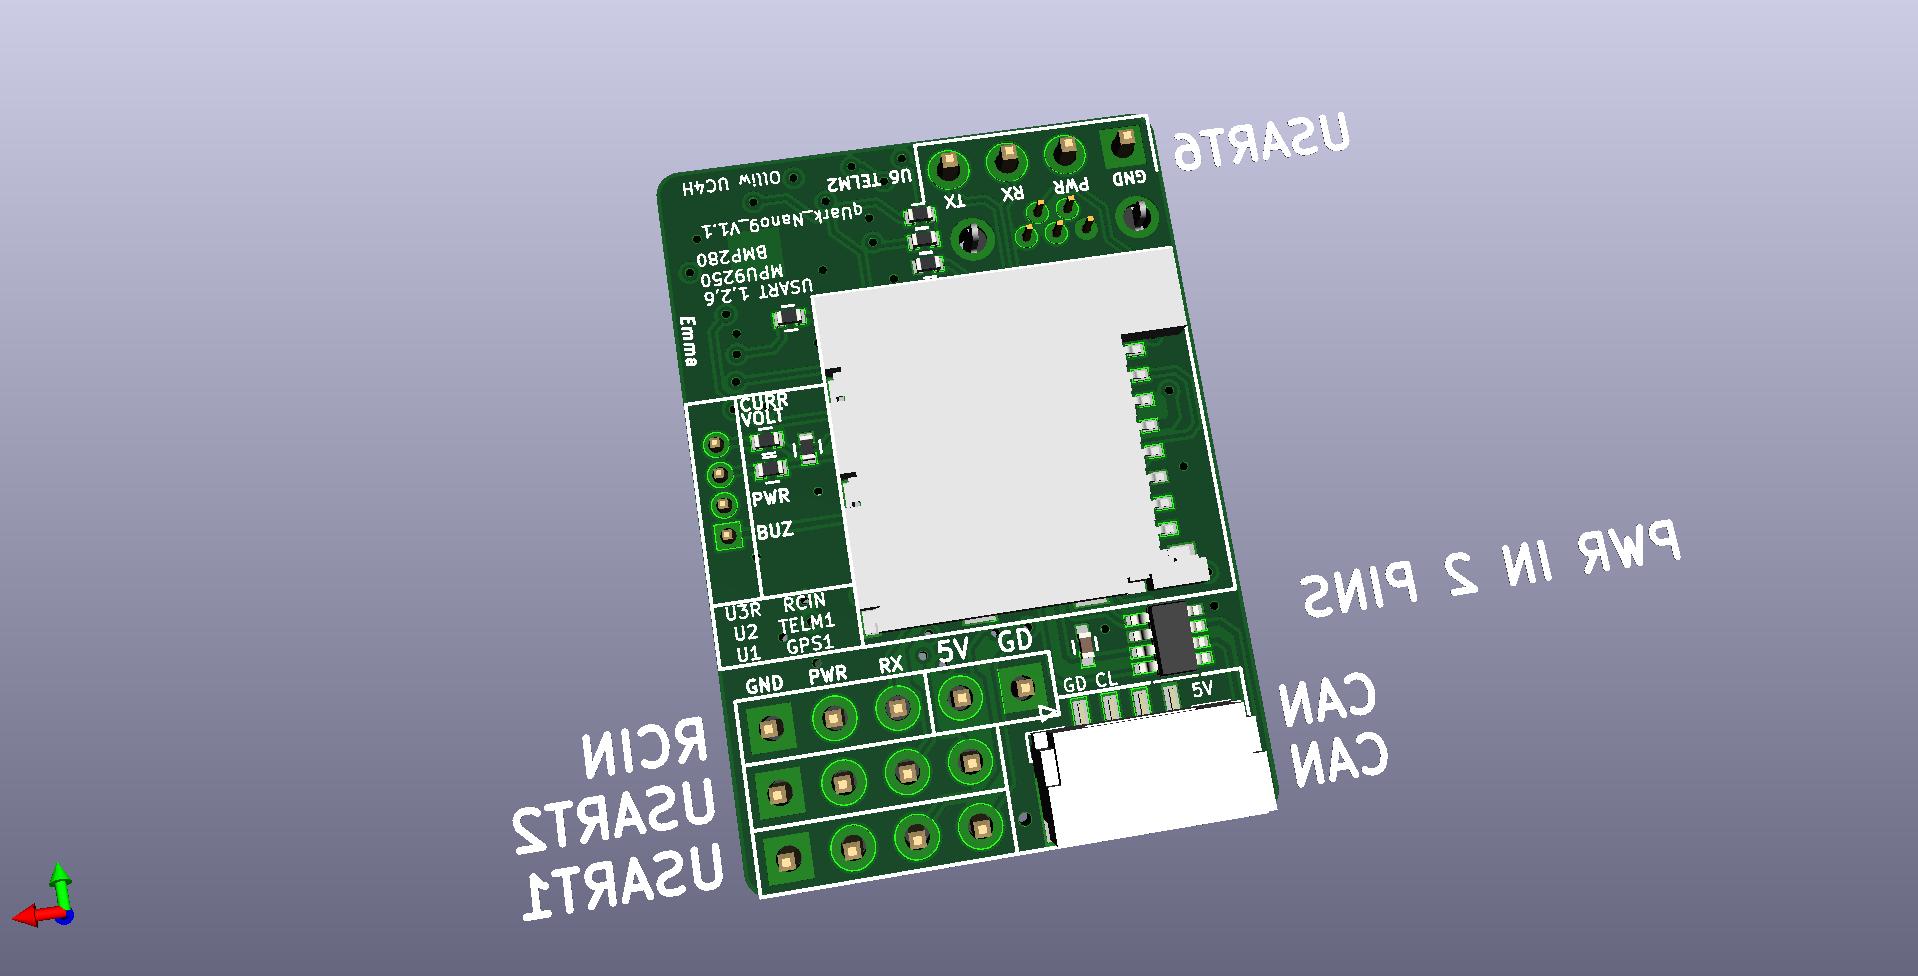 USART6
GND
PWR
RX
TX
U6 TELM2
Olliw UC4H
qUark_Nano9_V1.1
BMP280
MPU9250
USART 1,2,6
Emma
CURR
VOLT
PWR
BUZ
PWR IN 2 PINS
U3R RCIN
U2 TELM1
U1 GPS1
GND PWR RX 5V GD
GD CL 5V
RCIN
USART2
USART1
CAN
CAN